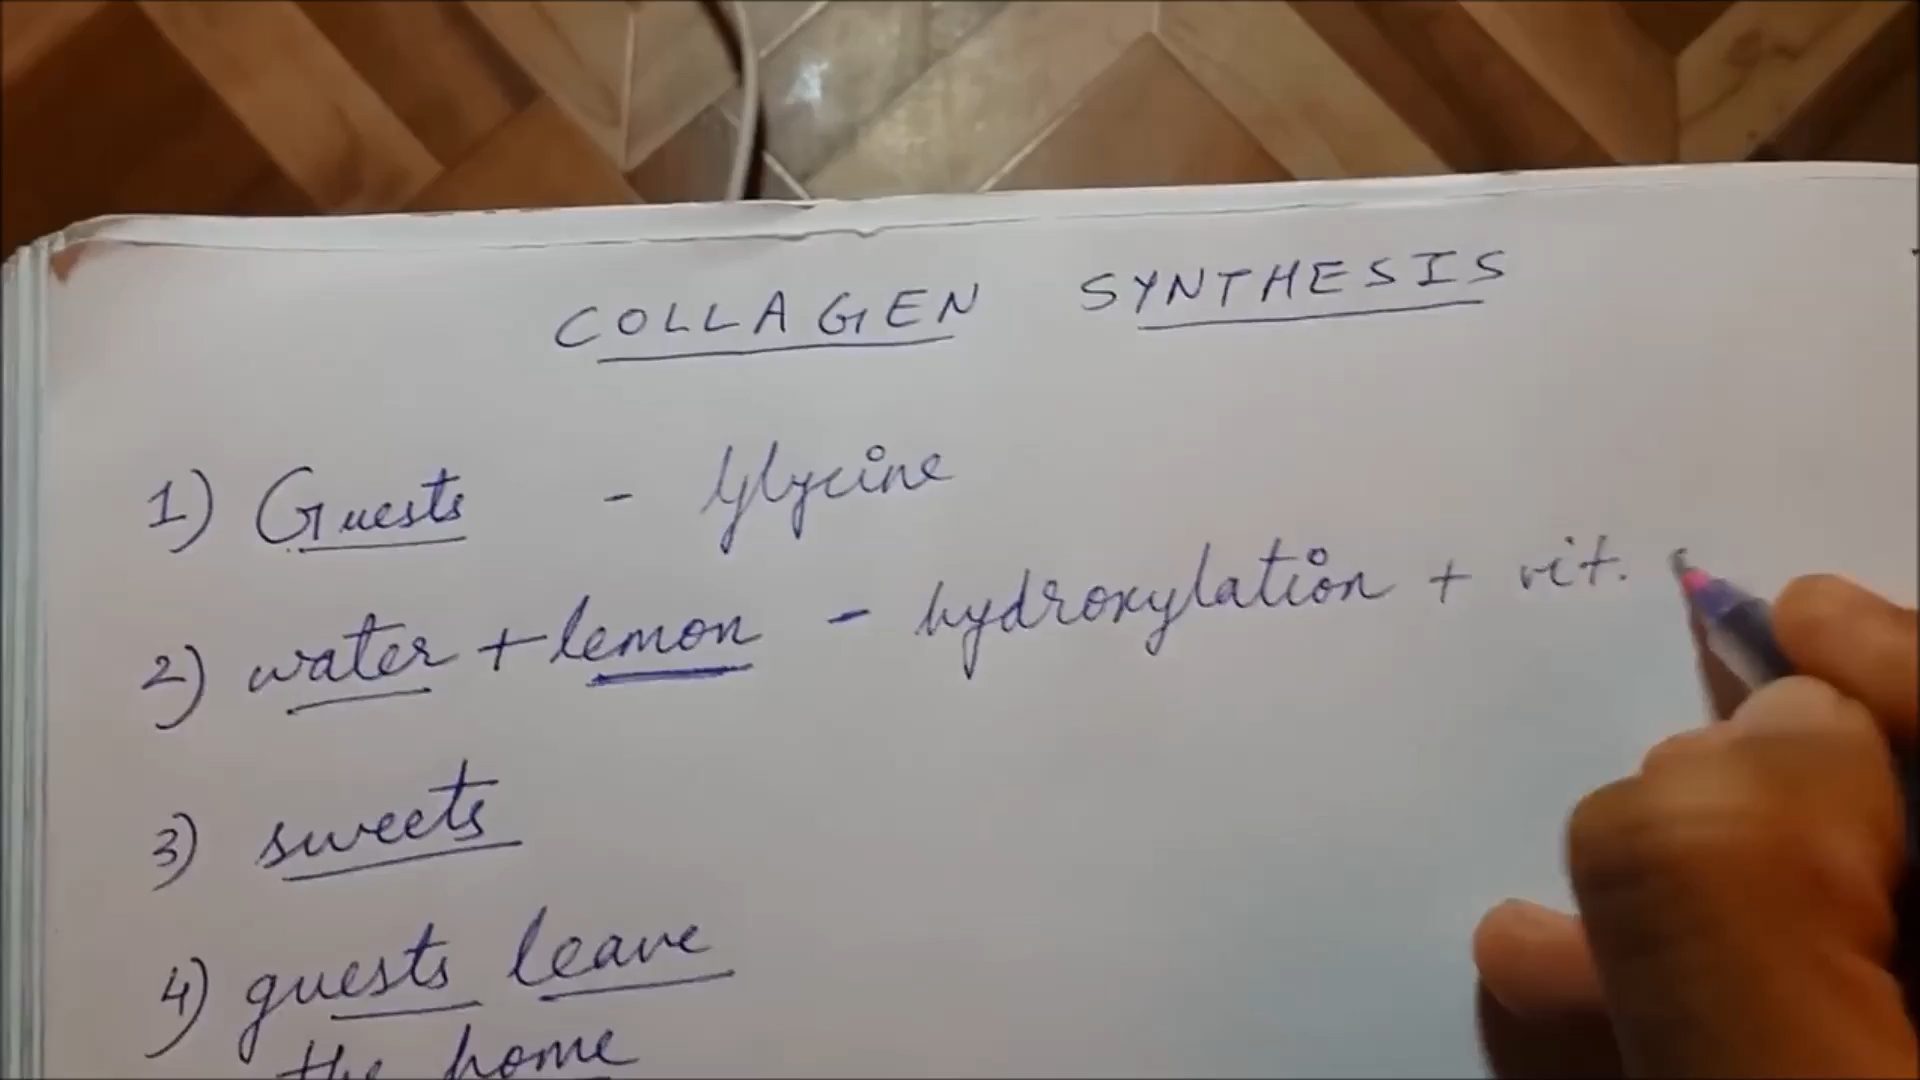 COLLAGEN SYNTHESIS
1) Guests - Glycine
2) water + lemon - hydroxylation + vit.
3) sweets
4) guests leave
the home